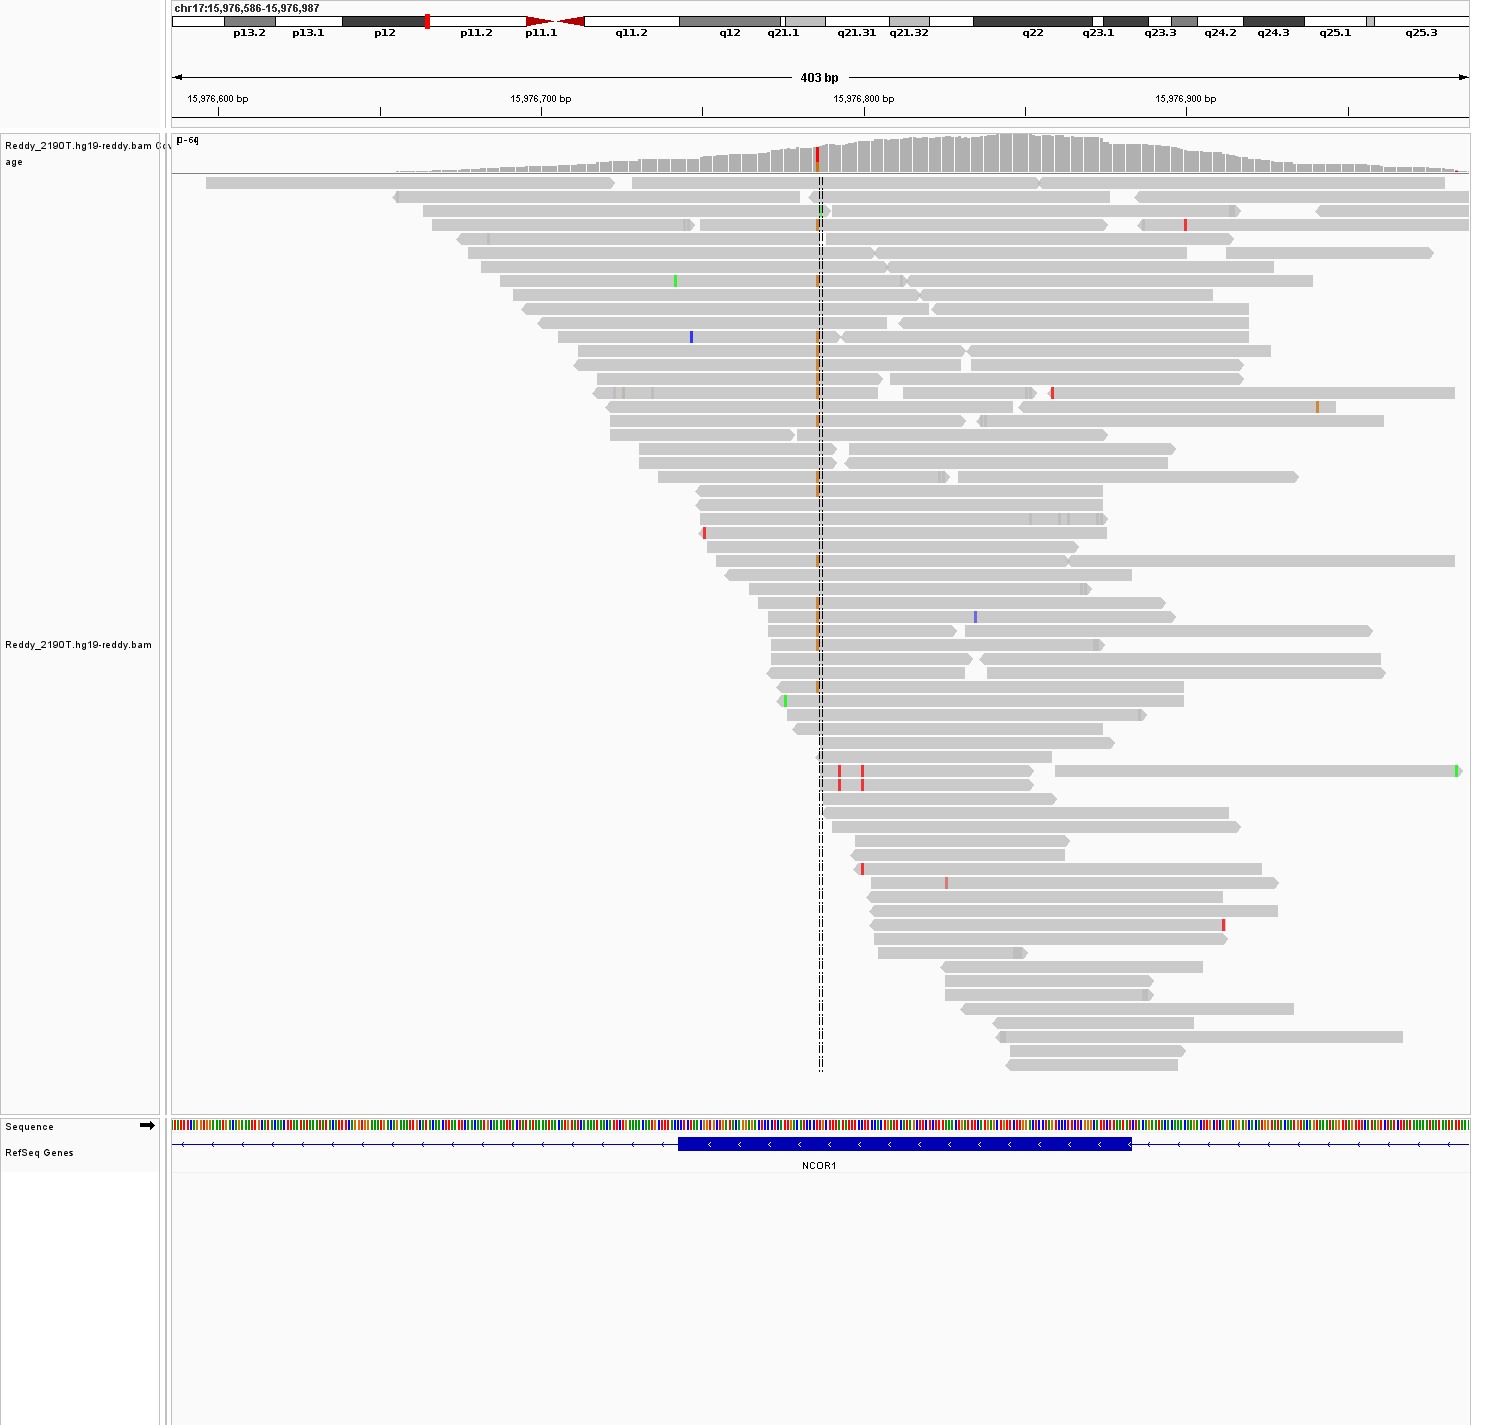 chr17:15,976,586-15,976,987
p13.2 p13.1 p12 p11.2 p11.1 q11.2 q12 q21.1 q21.31 q21.32 q22 q23.1 q23.3 q24.2 q24.3 q25.1 q25.3
403 bp
15,976,600 bp 15,976,700 bp 15,976,800 bp 15,976,900 bp
Reddy_2190T.hg19-reddy.bam Cov
age
Reddy_2190T.hg19-reddy.bam
Sequence
RefSeq Genes
NCOR1